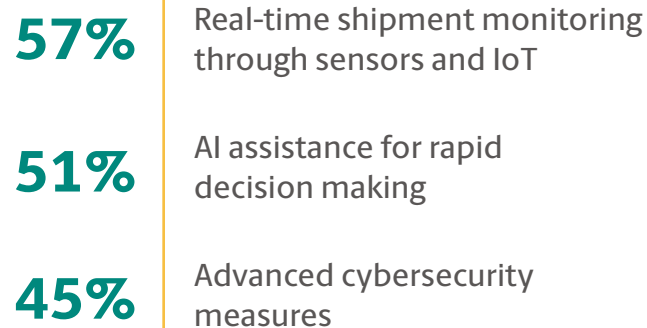 57%
Real-time shipment monitoring
through sensors and IoT
51%
AI assistance for rapid
decision making
45%
Advanced cybersecurity
measures